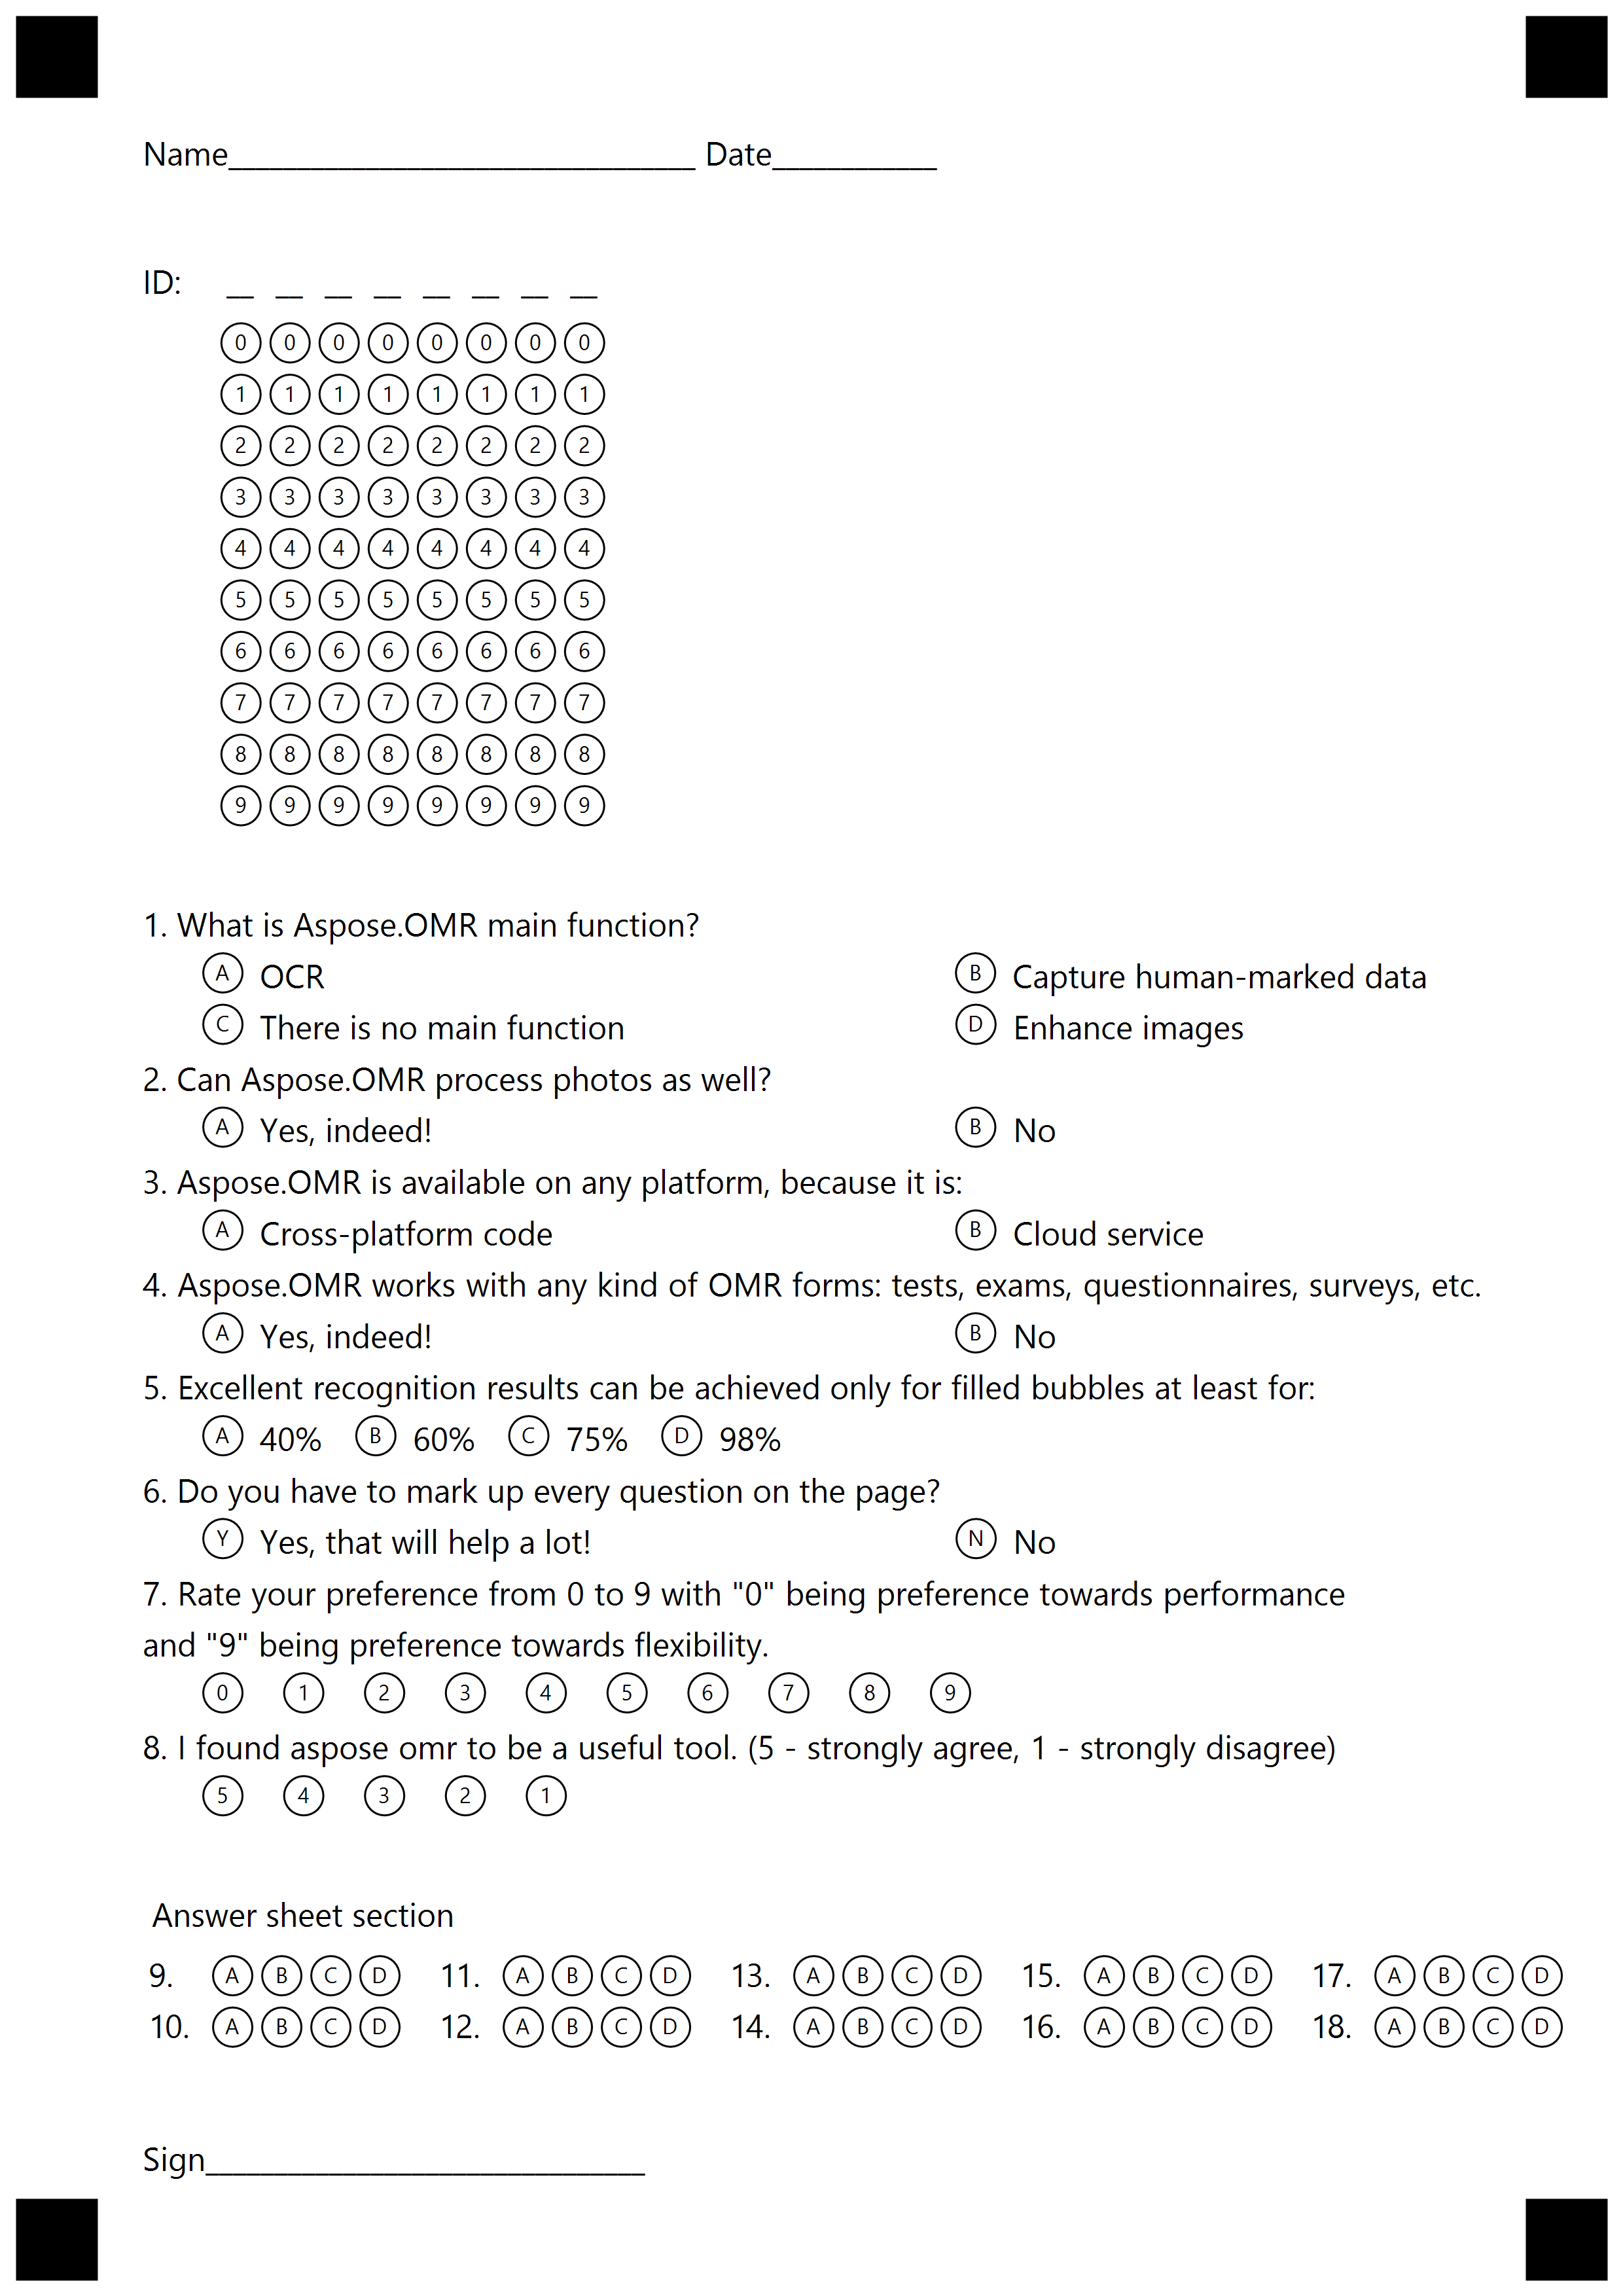 Name__________________________________ Date____________
ID: __ __ __ __ __ __ __ __
0 0 0 0 0 0 0 0
1 1 1 1 1 1 1 1
2 2 2 2 2 2 2 2
3 3 3 3 3 3 3 3
4 4 4 4 4 4 4 4
5 5 5 5 5 5 5 5
6 6 6 6 6 6 6 6
7 7 7 7 7 7 7 7
8 8 8 8 8 8 8 8
9 9 9 9 9 9 9 9
1. What is Aspose.OMR main function?
A OCR B Capture human-marked data
C There is no main function D Enhance images
2. Can Aspose.OMR process photos as well?
A Yes, indeed! B No
3. Aspose.OMR is available on any platform, because it is:
A Cross-platform code B Cloud service
4. Aspose.OMR works with any kind of OMR forms: tests, exams, questionnaires, surveys, etc.
A Yes, indeed! B No
5. Excellent recognition results can be achieved only for filled bubbles at least for:
A 40% B 60% C 75% D 98%
6. Do you have to mark up every question on the page?
Y Yes, that will help a lot! N No
7. Rate your preference from 0 to 9 with "0" being preference towards performance
and "9" being preference towards flexibility.
0 1 2 3 4 5 6 7 8 9
8. I found aspose omr to be a useful tool. (5 - strongly agree, 1 - strongly disagree)
5 4 3 2 1
Answer sheet section
9. A B C D 11. A B C D 13. A B C D 15. A B C D 17. A B C D
10. A B C D 12. A B C D 14. A B C D 16. A B C D 18. A B C D
Sign________________________________